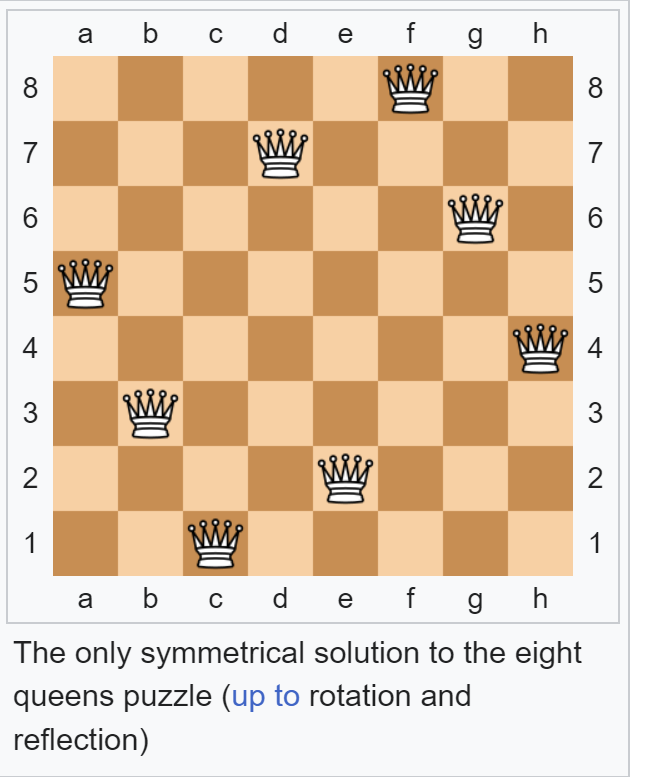 a b c d e f g h
8 8
7 7
6 6
5 5
4 4
3 3
2 2
1 1
a b c d e f g h
The only symmetrical solution to the eight
queens puzzle (up to rotation and
reflection)